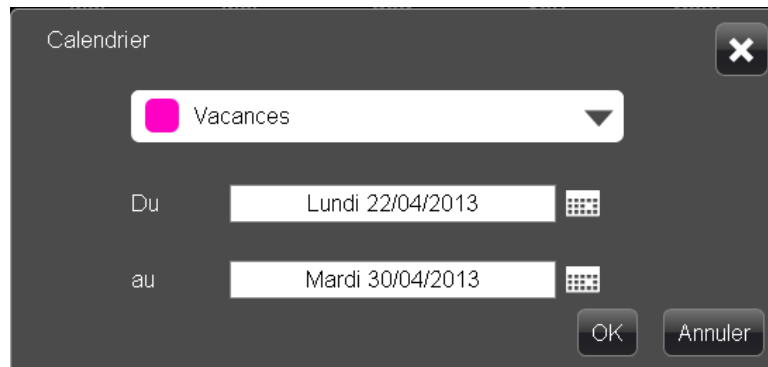 Calendrier
Vacances
Du Lundi 22/04/2013
au Mardi 30/04/2013
OK Annuler